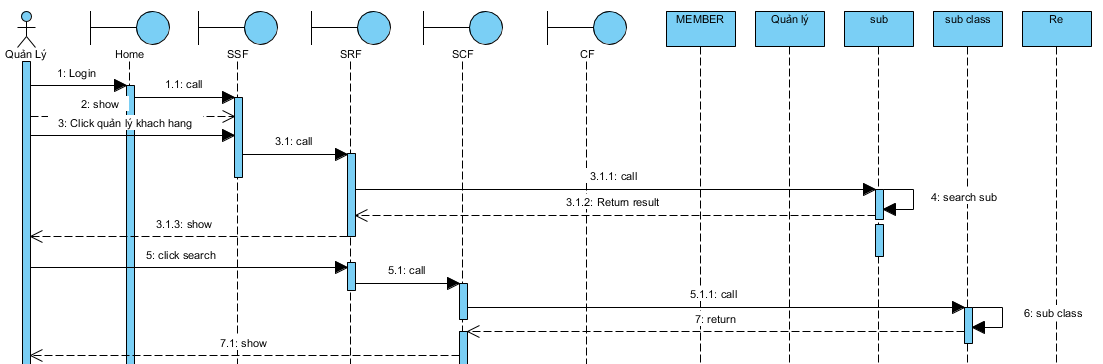 MEMBER
Quản lý
sub
sub class
Re
Quản Lý
Home
SSF
SRF
SCF
CF
1: Login
1.1: call
2: show
3: Click quản lý khach hang
3.1: call
3.1.1: call
4: search sub
3.1.2: Return result
3.1.3: show
5: click search
5.1: call
5.1.1: call
6: sub class
7: return
7.1: show